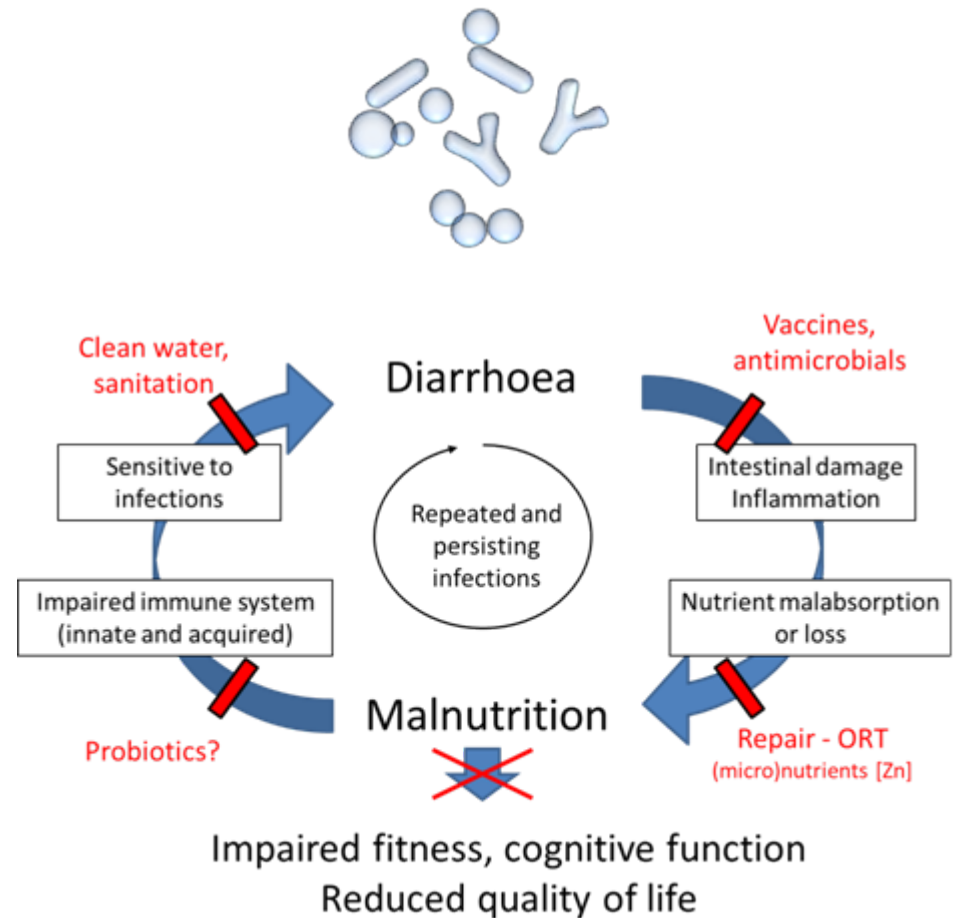 Clean water,
sanitation
Vaccines,
antimicrobials
Diarrhoea
Sensitive to
infections
Intestinal damage
Inflammation
Repeated and
persisting
infections
Impaired immune system
(innate and acquired)
Nutrient malabsorption
or loss
Malnutrition
Probiotics?
Repair - ORT
(micro)nutrients [Zn]
Impaired fitness, cognitive function
Reduced quality of life